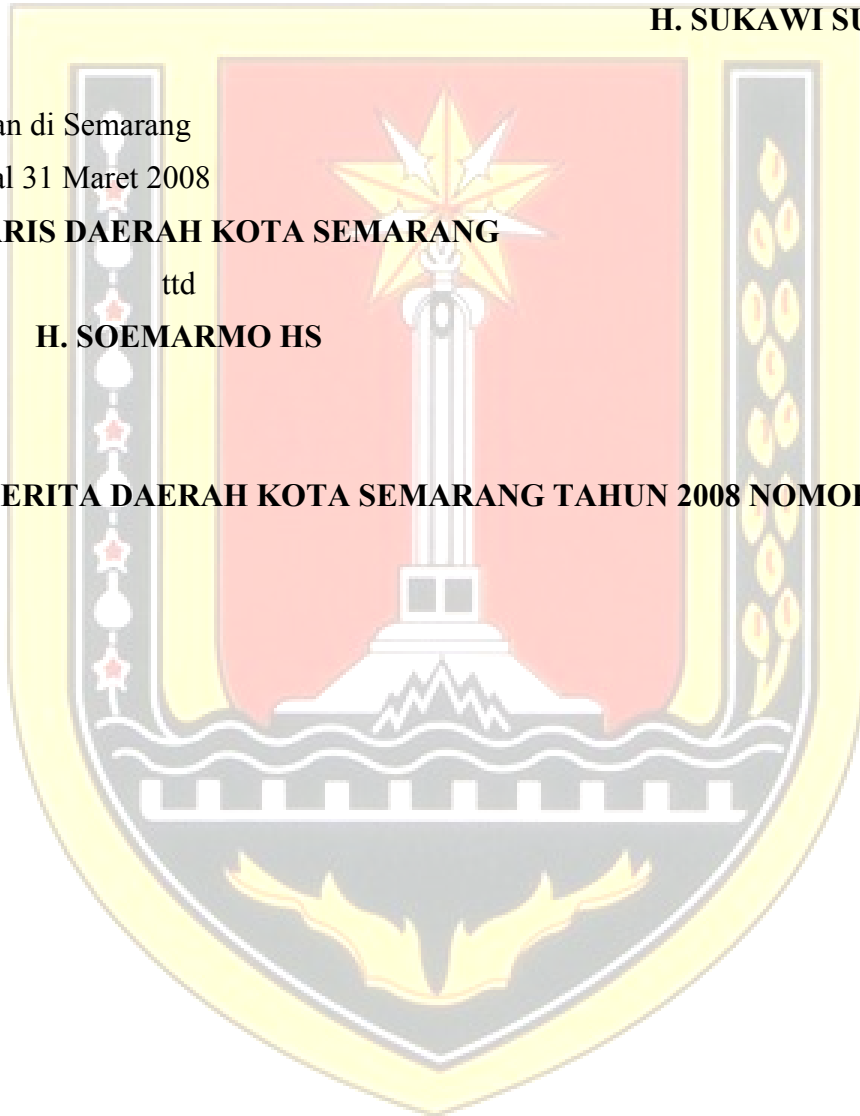 H. SUKAWI SU
an di Semarang
al 31 Maret 2008
ARIS DAERAH KOTA SEMARANG
ttd
H. SOEMARMO HS
ERITA DAERAH KOTA SEMARANG TAHUN 2008 NOMOR